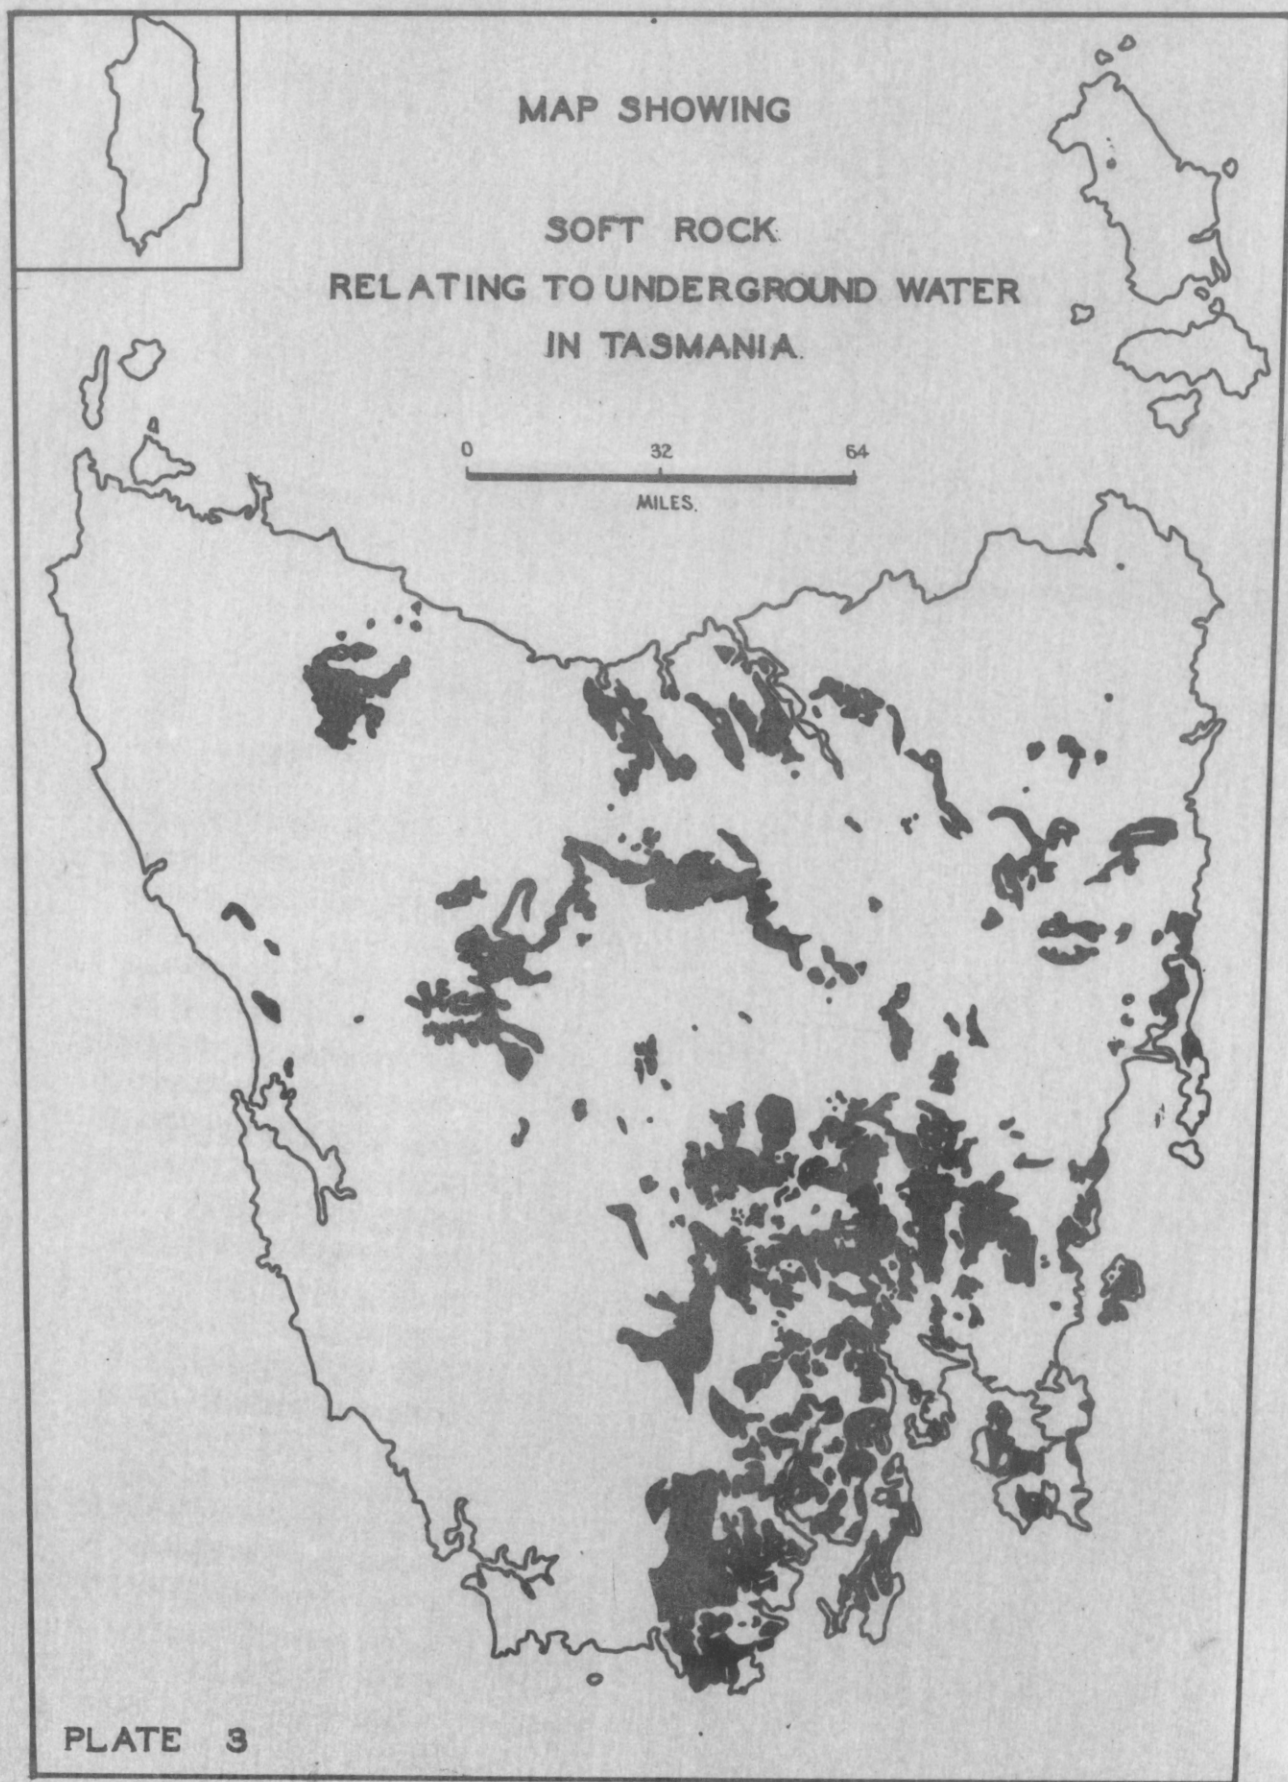 MAP SHOWING
SOFT ROCK
RELATING TO UNDERGROUND WATER
IN TASMANIA.
0 32 64
MILES.
PLATE 3